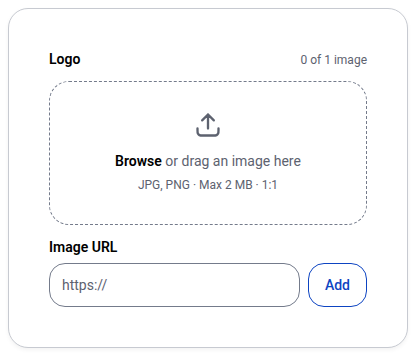 Logo
0 of 1 image
Browse or drag an image here
JPG, PNG · Max 2 MB · 1:1
Image URL
https://
Add